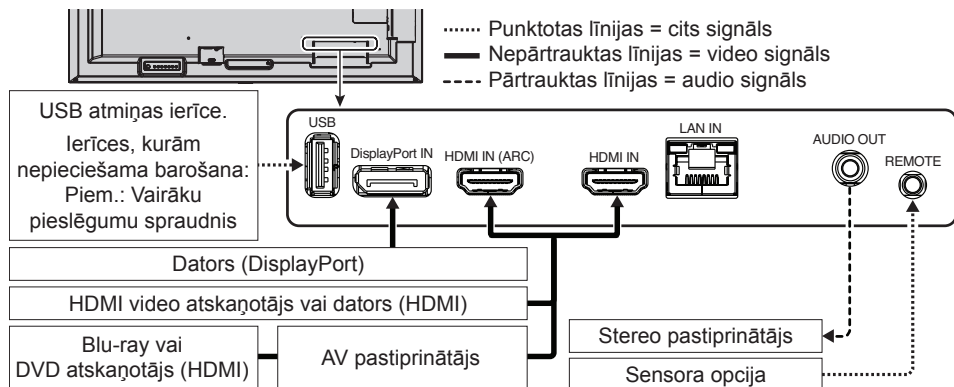 Punktotas līnijas = cits signāls
Nepārtrauktas līnijas = video signāls
Pārtrauktas līnijas = audio signāls
USB atmiņas ierīce.
Ierīces, kurām
nepieciešama barošana:
Piem.: Vairāku
pieslēgumu spraudnis
USB
DisplayPort IN
HDMI IN (ARC)
HDMI IN
LAN IN
AUDIO OUT
REMOTE
Dators (DisplayPort)
HDMI video atskaņotājs vai dators (HDMI)
Blu-ray vai
DVD atskaņotājs (HDMI)
AV pastiprinātājs
Stereo pastiprinātājs
Sensora opcija